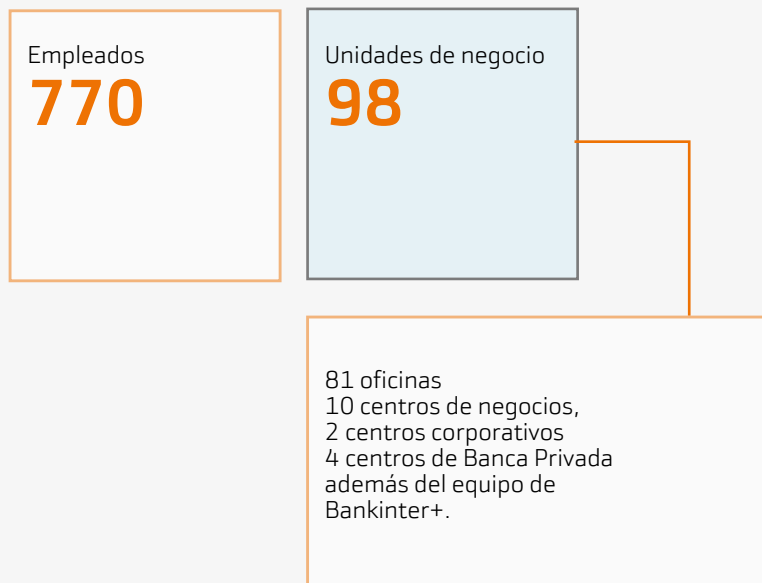 Empleados
770
Unidades de negocio
98
81 oficinas
10 centros de negocios,
2 centros corporativos
4 centros de Banca Privada
además del equipo de
Bankinter+.